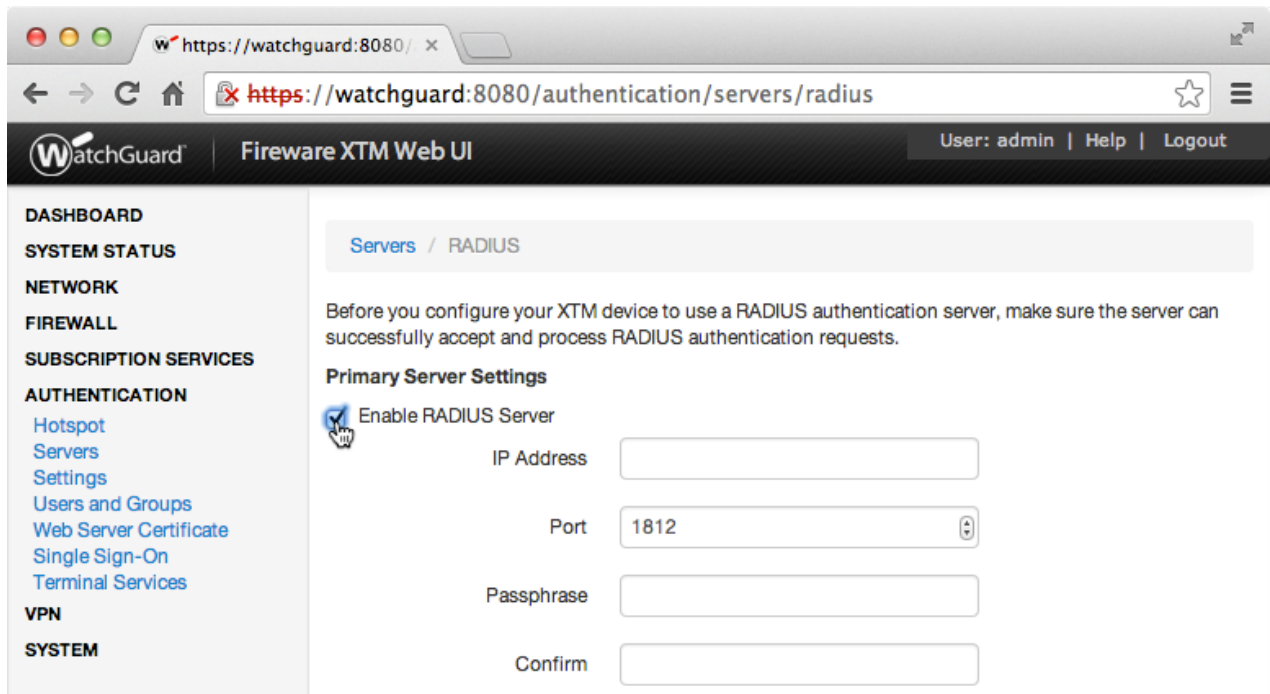 https://watchguard:8080/
https://watchguard:8080/authentication/servers/radius
WatchGuard
Fireware XTM Web UI
User: admin | Help | Logout
DASHBOARD
SYSTEM STATUS
NETWORK
FIREWALL
SUBSCRIPTION SERVICES
AUTHENTICATION
Hotspot
Servers
Settings
Users and Groups
Web Server Certificate
Single Sign-On
Terminal Services
VPN
SYSTEM
Servers / RADIUS
Before you configure your XTM device to use a RADIUS authentication server, make sure the server can
successfully accept and process RADIUS authentication requests.
Primary Server Settings
Enable RADIUS Server
IP Address
Port 1812
Passphrase
Confirm